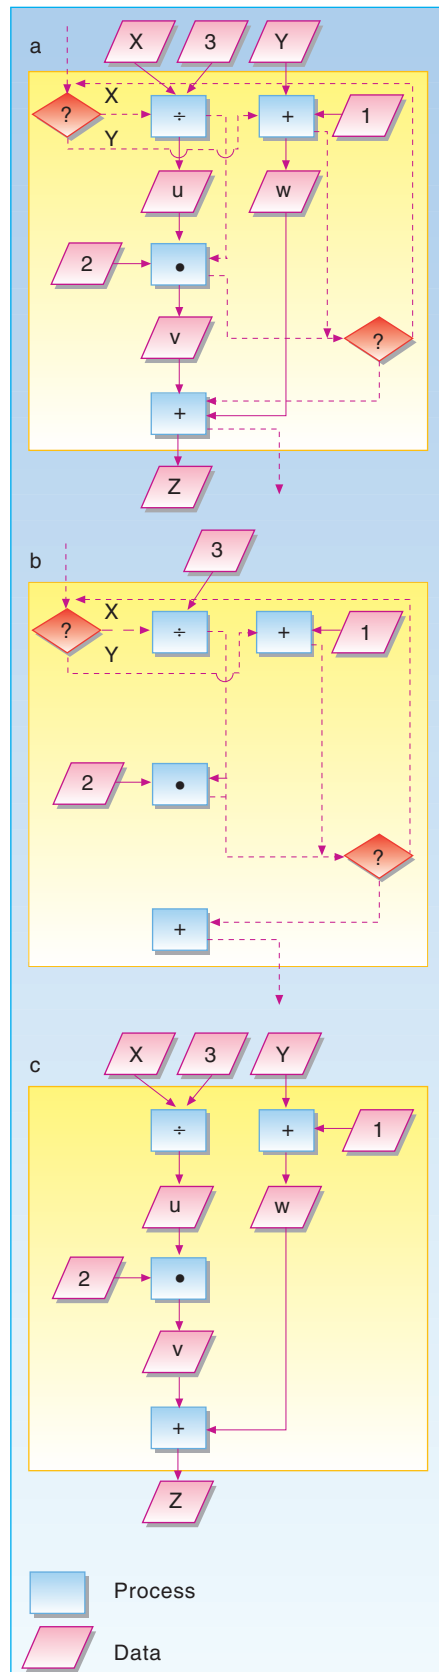 a
X 3 Y
? X ÷ + 1
Y
u w
2 •
v
?
+
Z
b
3
? X ÷ + 1
Y
2 •
?
+
c
X 3 Y
÷ + 1
u w
2 •
v
+
Z
Process
Data